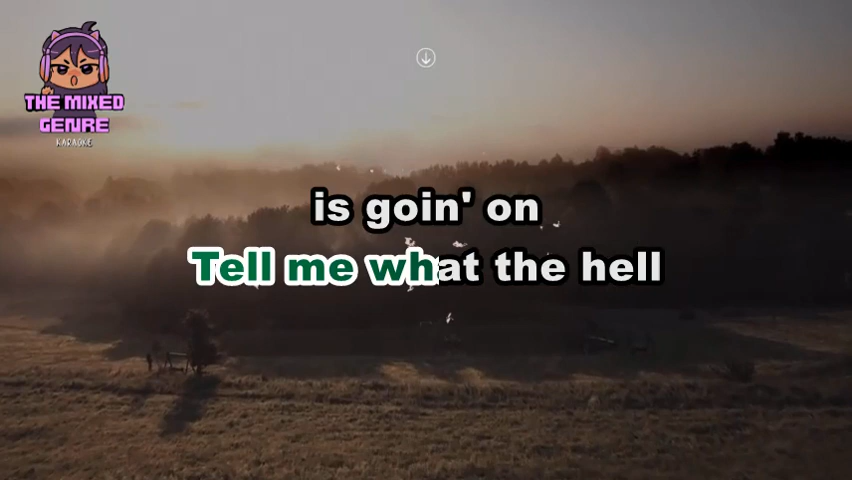 THE MIXED
GENRE
KARAOKE
is goin' on
Tell me what the hell